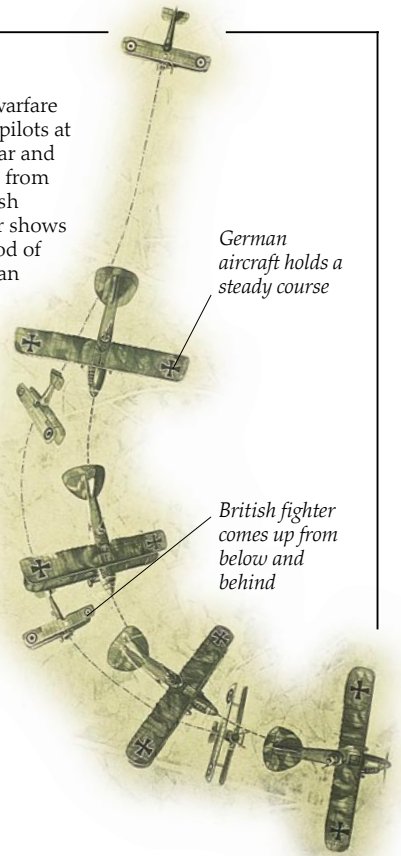 warfare
pilots at
ar and
from
sh
r shows
od of
an
German
aircraft holds a
steady course
British fighter
comes up from
below and
behind